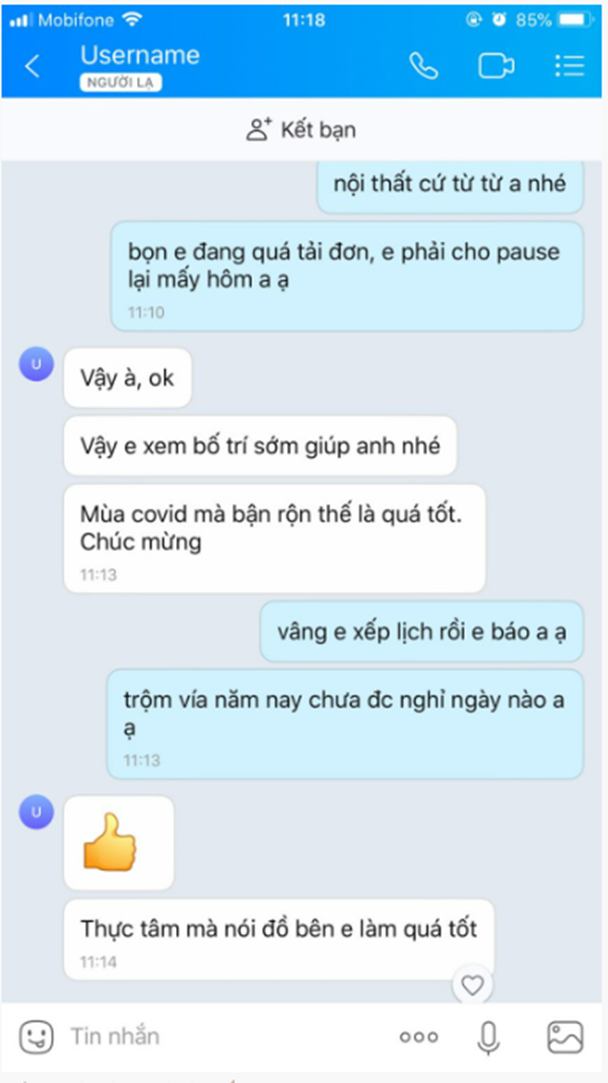 Mobifone 11:18 85%
Username
NGƯỜI LẠ
Kết bạn
nội thất cứ từ từ a nhé
bọn e đang quá tải đơn, e phải cho pause
lại mấy hôm a ạ
11:10
U
Vậy à, ok
Vậy e xem bố trí sớm giúp anh nhé
Mùa covid mà bận rộn thế là quá tốt.
Chúc mừng
11:13
vâng e xếp lịch rồi e báo a ạ
trộm vía năm nay chưa đc nghỉ ngày nào a
ạ
11:13
U
Thực tâm mà nói đồ bên e làm quá tốt
11:14
Tin nhắn